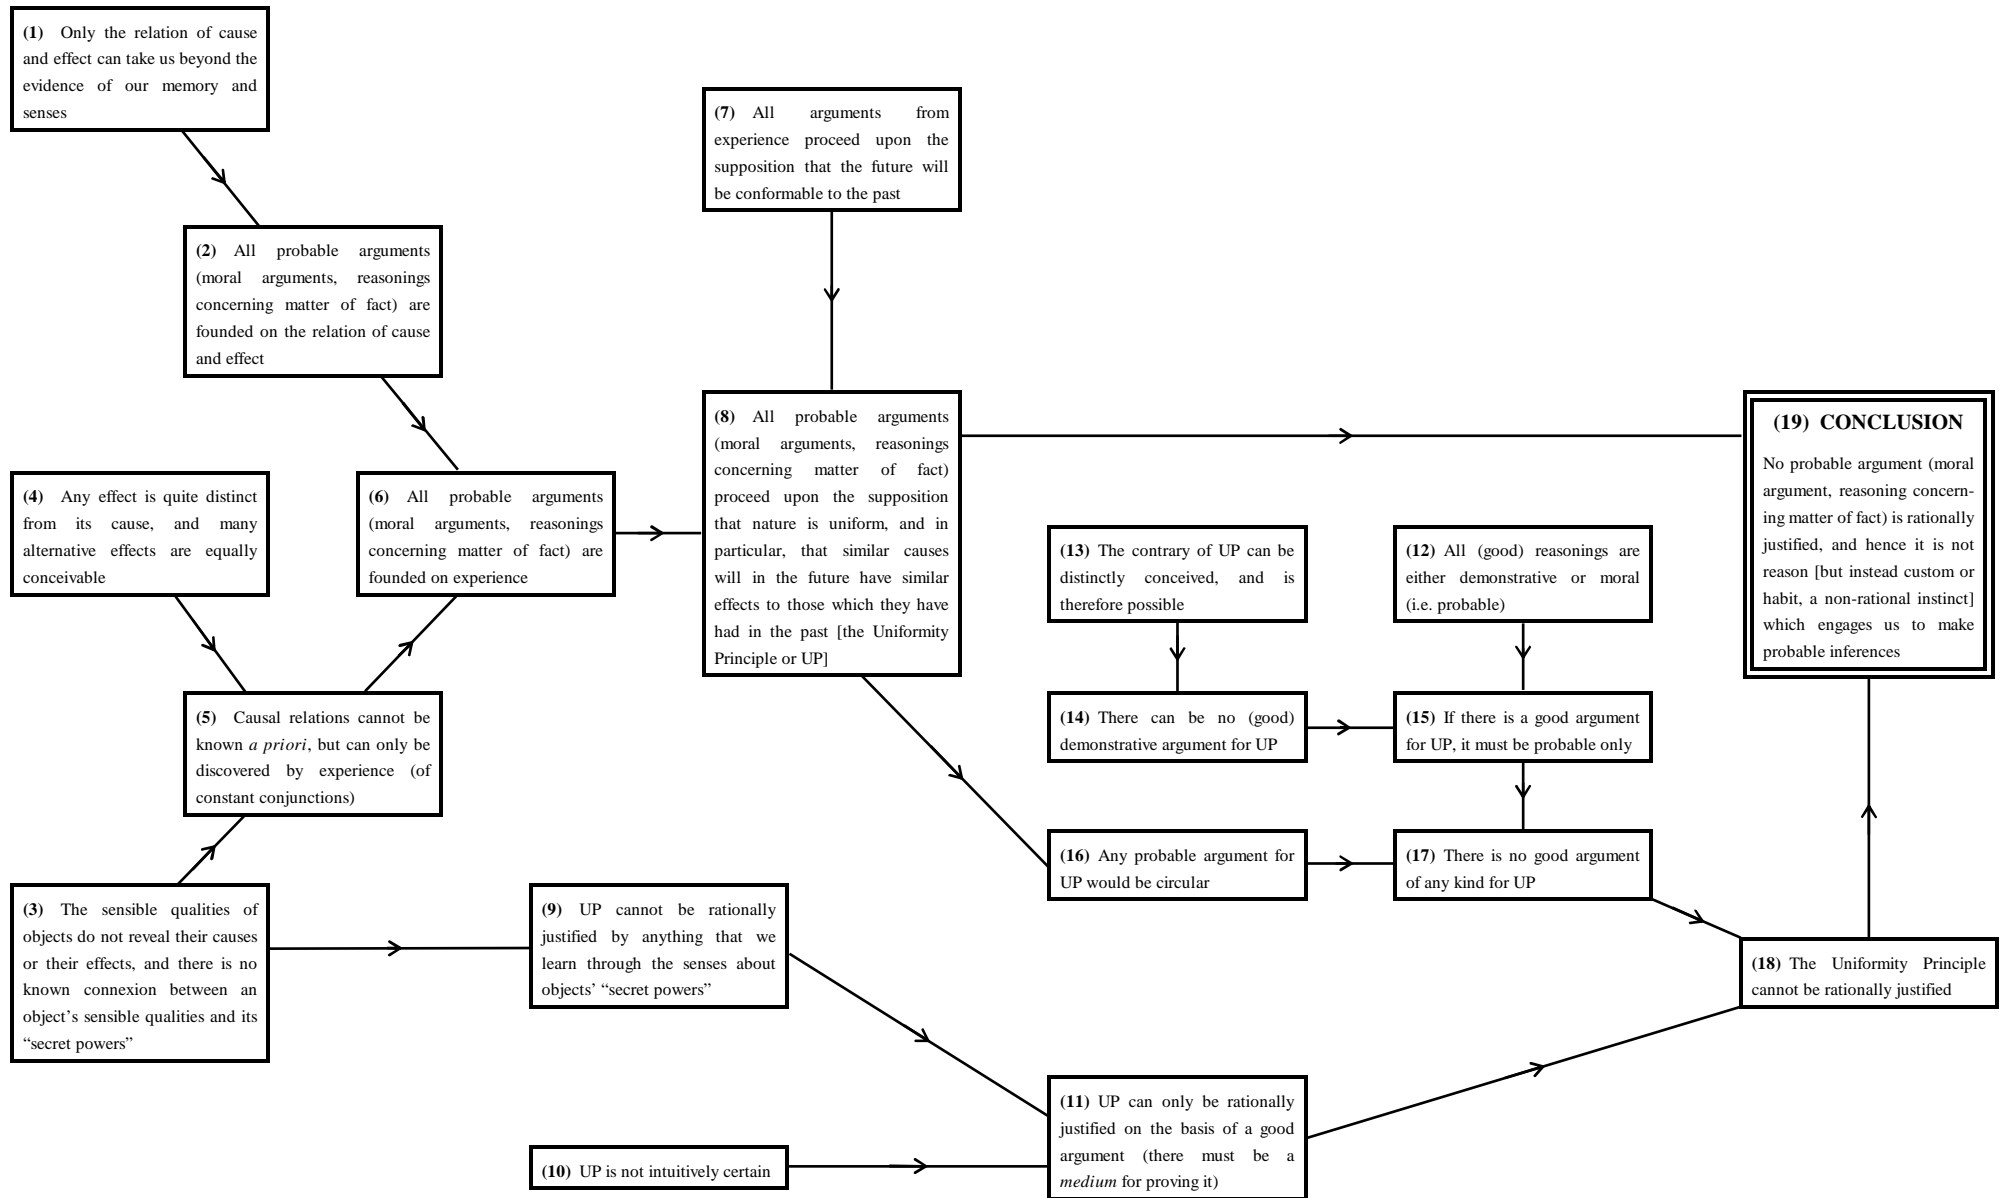 (1) Only the relation of cause
and effect can take us beyond the
evidence of our memory and
senses
(2) All probable arguments
(moral arguments, reasonings
concerning matter of fact) are
founded on the relation of cause
and effect
(4) Any effect is quite distinct
from its cause, and many
alternative effects are equally
conceivable
(6) All probable arguments
(moral arguments, reasonings
concerning matter of fact) are
founded on experience
(5) Causal relations cannot be
known a priori, but can only be
discovered by experience (of
constant conjunctions)
(3) The sensible qualities of
objects do not reveal their causes
or their effects, and there is no
known connexion between an
object’s sensible qualities and its
“secret powers”
(7) All arguments from
experience proceed upon the
supposition that the future will
be conformable to the past
(8) All probable arguments
(moral arguments, reasonings
concerning matter of fact)
proceed upon the supposition
that nature is uniform, and in
particular, that similar causes
will in the future have similar
effects to those which they have
had in the past [the Uniformity
Principle or UP]
(9) UP cannot be rationally
justified by anything that we
learn through the senses about
objects’ “secret powers”
(10) UP is not intuitively certain
(11) UP can only be rationally
justified on the basis of a good
argument (there must be a
medium for proving it)
(13) The contrary of UP can be
distinctly conceived, and is
therefore possible
(12) All (good) reasonings are
either demonstrative or moral
(i.e. probable)
(14) There can be no (good)
demonstrative argument for UP
(15) If there is a good argument
for UP, it must be probable only
(16) Any probable argument for
UP would be circular
(17) There is no good argument
of any kind for UP
(18) The Uniformity Principle
cannot be rationally justified
(19) CONCLUSION
No probable argument (moral
argument, reasoning concern-
ing matter of fact) is rationally
justified, and hence it is not
reason [but instead custom or
habit, a non-rational instinct]
which engages us to make
probable inferences